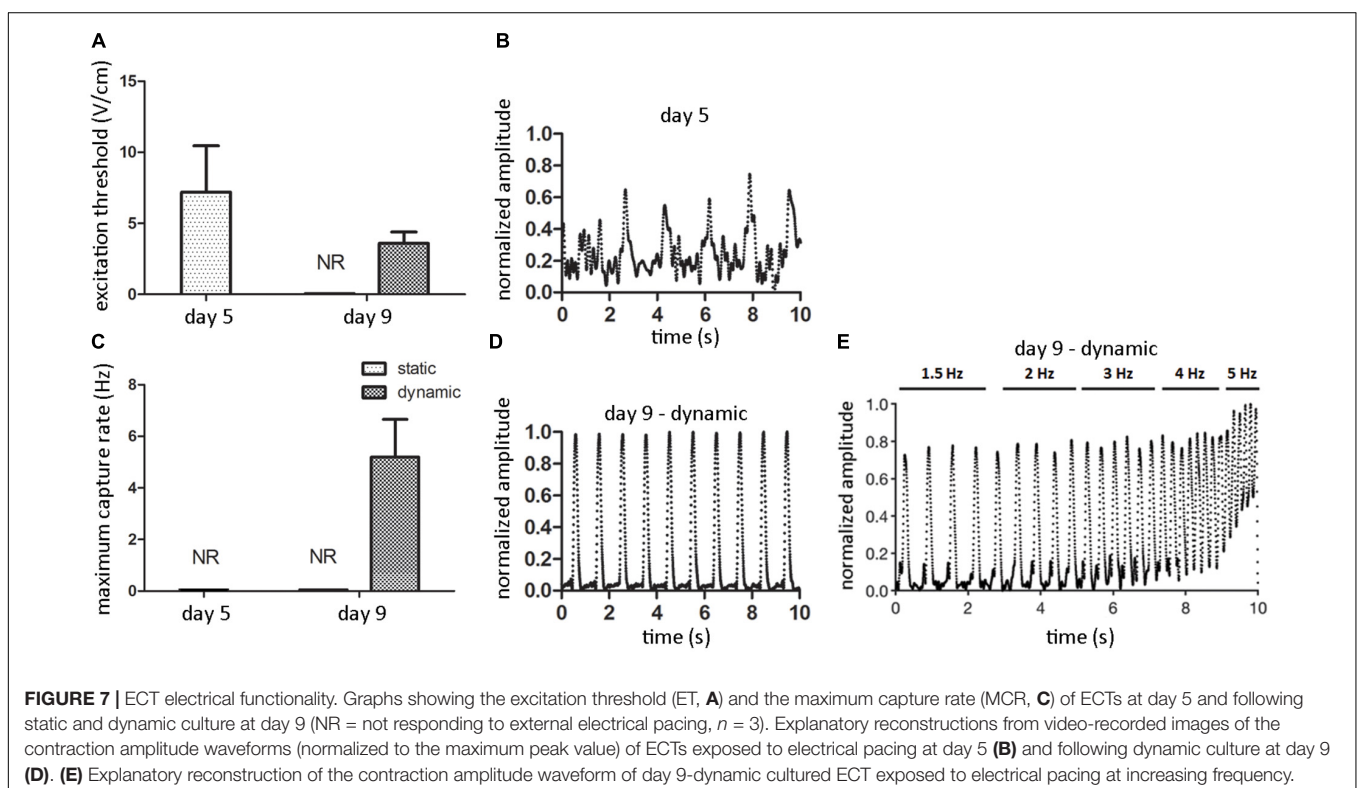 A
excitation threshold (V/cm)
15
10
5
0
NR
day 5
day 9
B
day 5
normalized amplitude
1.0
0.8
0.6
0.4
0.2
0.0
0 2 4 6 8 10
time (s)
C
maximum capture rate (Hz)
8
6
4
2
0
static
dynamic
NR
NR
day 5
day 9
D
day 9 - dynamic
normalized amplitude
1.0
0.8
0.6
0.4
0.2
0.0
0 2 4 6 8 10
time (s)
E
day 9 - dynamic
1.5 Hz 2 Hz 3 Hz 4 Hz 5 Hz
normalized amplitude
1.0
0.8
0.6
0.4
0.2
0.0
0 2 4 6 8 10
time (s)
FIGURE 7 | ECT electrical functionality. Graphs showing the excitation threshold (ET, A) and the maximum capture rate (MCR, C) of ECTs at day 5 and following
static and dynamic culture at day 9 (NR = not responding to external electrical pacing, n = 3). Explanatory reconstructions from video-recorded images of the
contraction amplitude waveforms (normalized to the maximum peak value) of ECTs exposed to electrical pacing at day 5 (B) and following dynamic culture at day 9
(D). (E) Explanatory reconstruction of the contraction amplitude waveform of day 9-dynamic cultured ECT exposed to electrical pacing at increasing frequency.